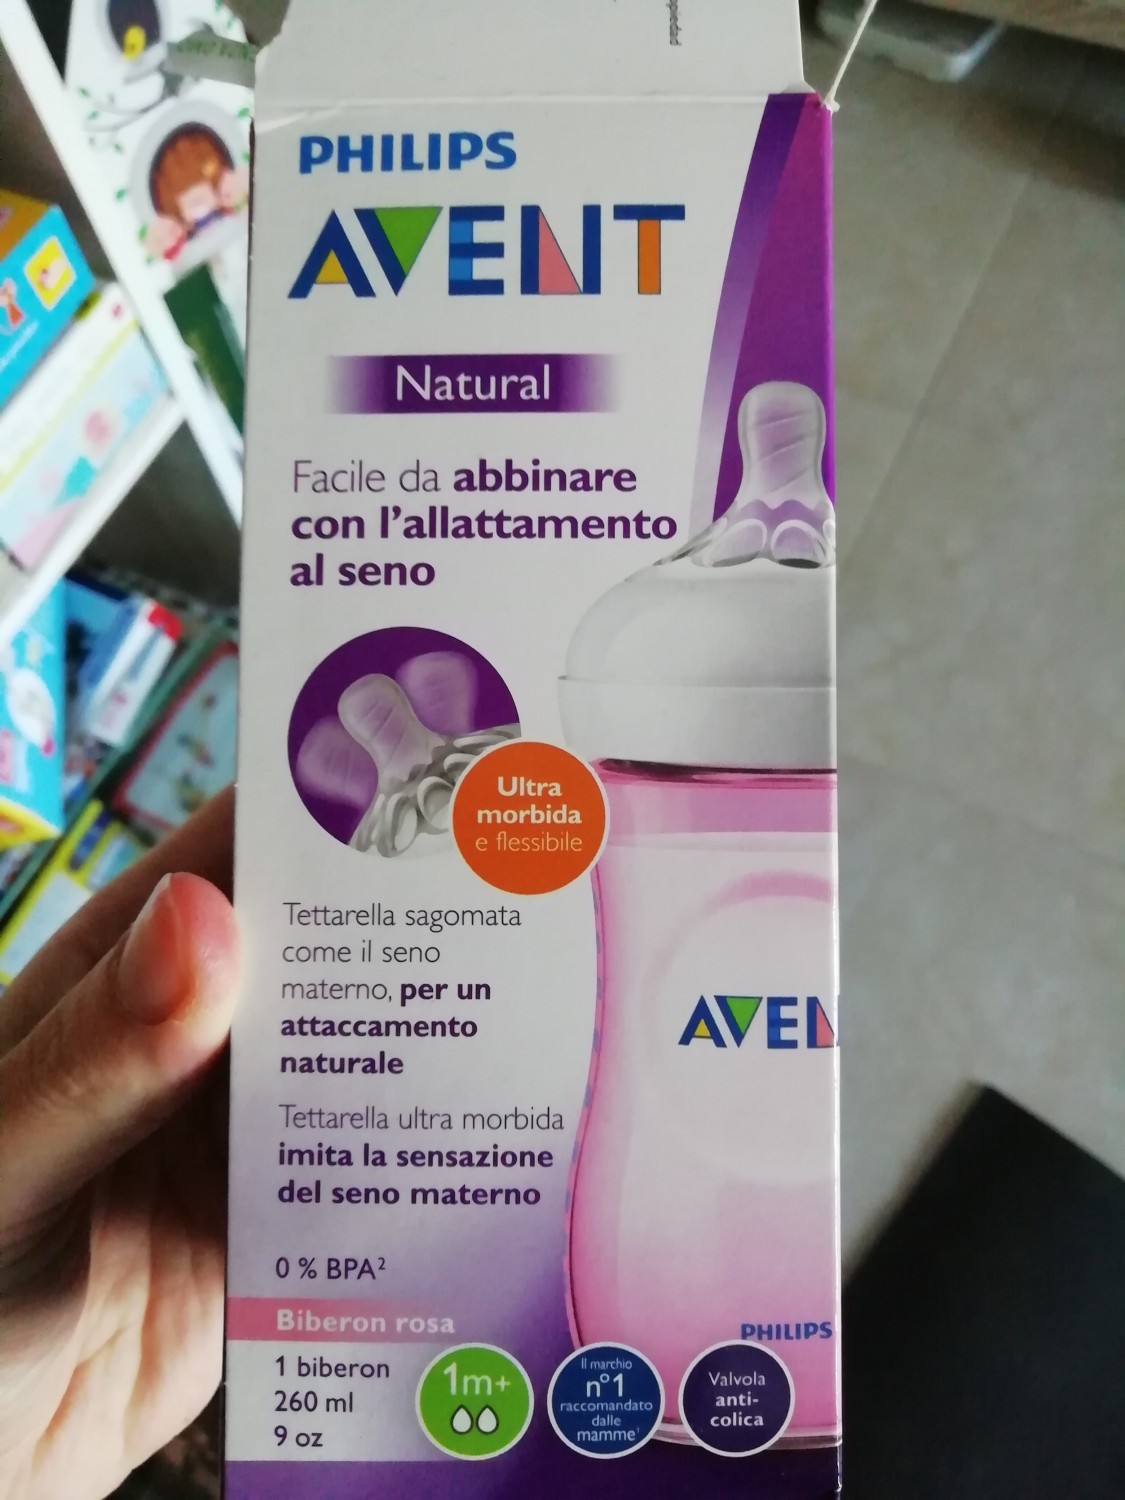 PHILIPS
AVENT
Natural
Facile da abbinare
con l'allattamento
al seno
Ultra
morbida
e flessibile
Tettarella sagomata
come il seno
materno, per un
attaccamento
naturale
Tettarella ultra morbida
imita la sensazione
del seno materno
0 % BPA²
AVEN
PHILIPS
Biberon rosa
1 biberon
260 ml
9 oz
1m+
Il marchio
n°1
raccomandato
dalle
mamme¹
Valvola
anti-
colica